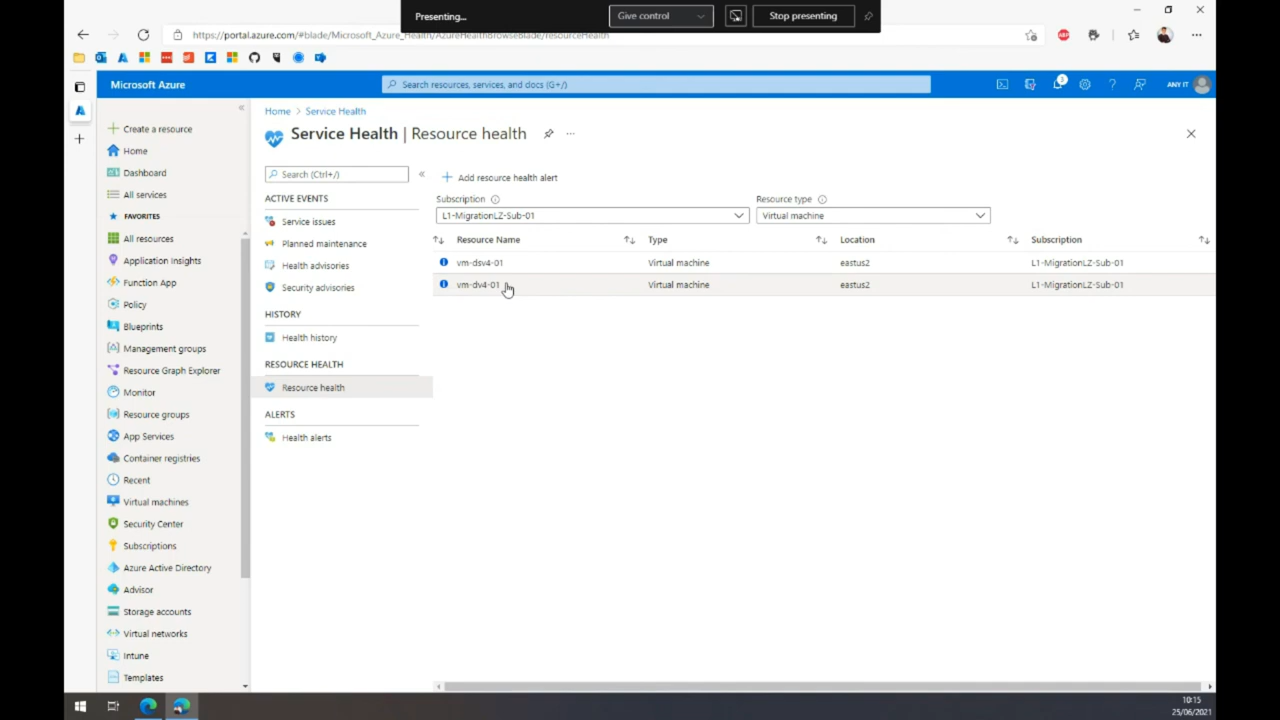 Presenting...
Give control
Stop presenting
https://portal.azure.com/#blade/Microsoft_Azure_Health/AzureHealthBrowseBlade/resourceHealth
Microsoft Azure
Search resources, services, and docs (G+/)
3
ANY IT
Create a resource
Home
Dashboard
All services
FAVORITES
All resources
Application Insights
Function App
Policy
Blueprints
Management groups
Resource Graph Explorer
Monitor
Resource groups
App Services
Container registries
Recent
Virtual machines
Security Center
Subscriptions
Azure Active Directory
Advisor
Storage accounts
Virtual networks
Intune
Templates
Home > Service Health
Service Health | Resource health
Search (Ctrl+/)
ACTIVE EVENTS
Service issues
Planned maintenance
Health advisories
Security advisories
HISTORY
Health history
RESOURCE HEALTH
Resource health
ALERTS
Health alerts
Add resource health alert
Subscription
Resource type
L1-MigrationLZ-Sub-01
Virtual machine
Resource Name Type Location Subscription
vm-dsv4-01 Virtual machine eastus2 L1-MigrationLZ-Sub-01
vm-dv4-01 Virtual machine eastus2 L1-MigrationLZ-Sub-01
10:15
25/06/2021